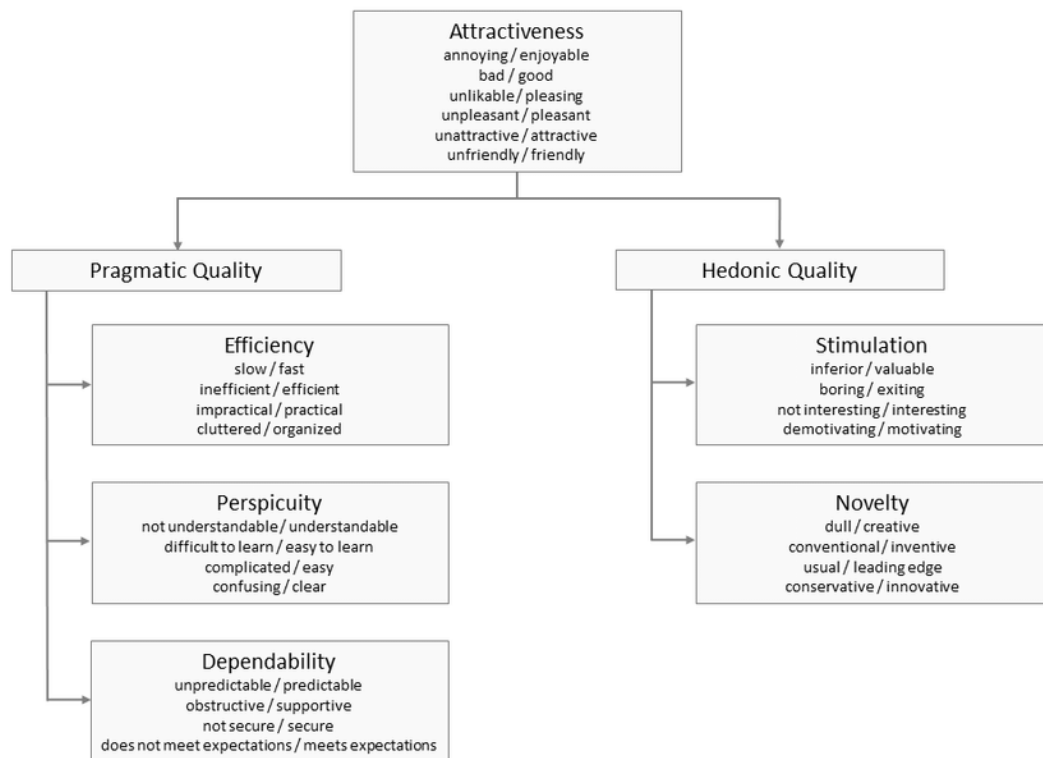 Attractiveness
annoying / enjoyable
bad / good
unlikable / pleasing
unpleasant / pleasant
unattractive / attractive
unfriendly / friendly
Pragmatic Quality
Efficiency
slow / fast
inefficient / efficient
impractical / practical
cluttered / organized
Perspicuity
not understandable / understandable
difficult to learn / easy to learn
complicated / easy
confusing / clear
Dependability
unpredictable / predictable
obstructive / supportive
not secure / secure
does not meet expectations / meets expectations
Hedonic Quality
Stimulation
inferior / valuable
boring / exiting
not interesting / interesting
demotivating / motivating
Novelty
dull / creative
conventional / inventive
usual / leading edge
conservative / innovative